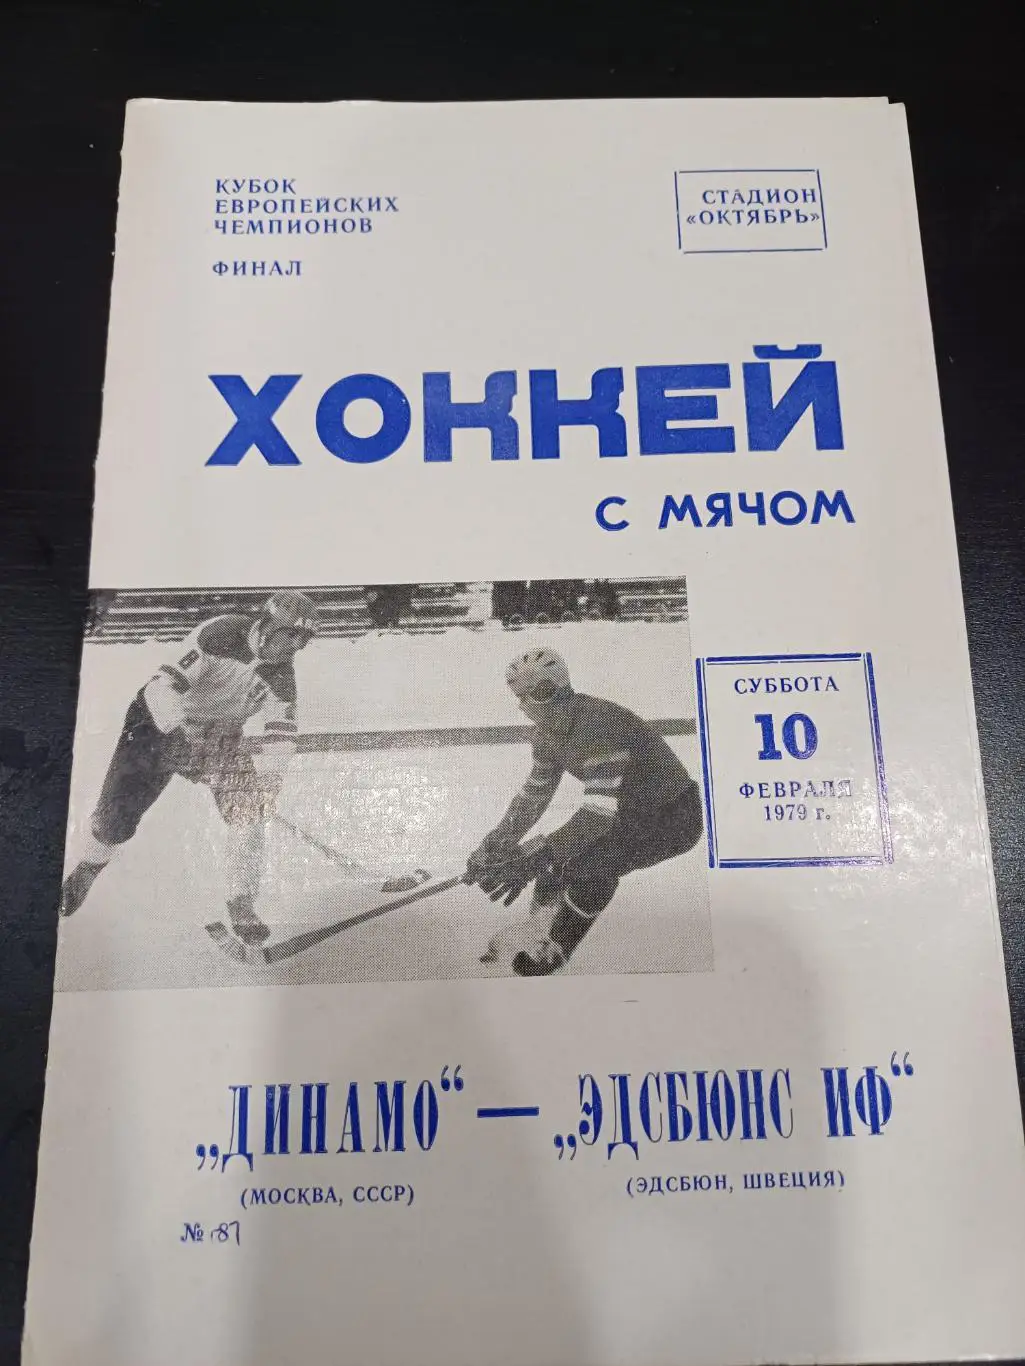 КУБОК
ЕВРОПЕЙСКИХ
ЧЕМПИОНОВ
ФИНАЛ
СТАДИОН
«ОКТЯБРЬ»
ХОККЕЙ
С МЯЧОМ
8
СУББОТА
10
ФЕВРАЛЯ
1979 г.
„ДИНАМО“ — „ЭДСБЮНС ИФ“
(МОСКВА, СССР)
(ЭДСБЮН, ШВЕЦИЯ)
№ 87